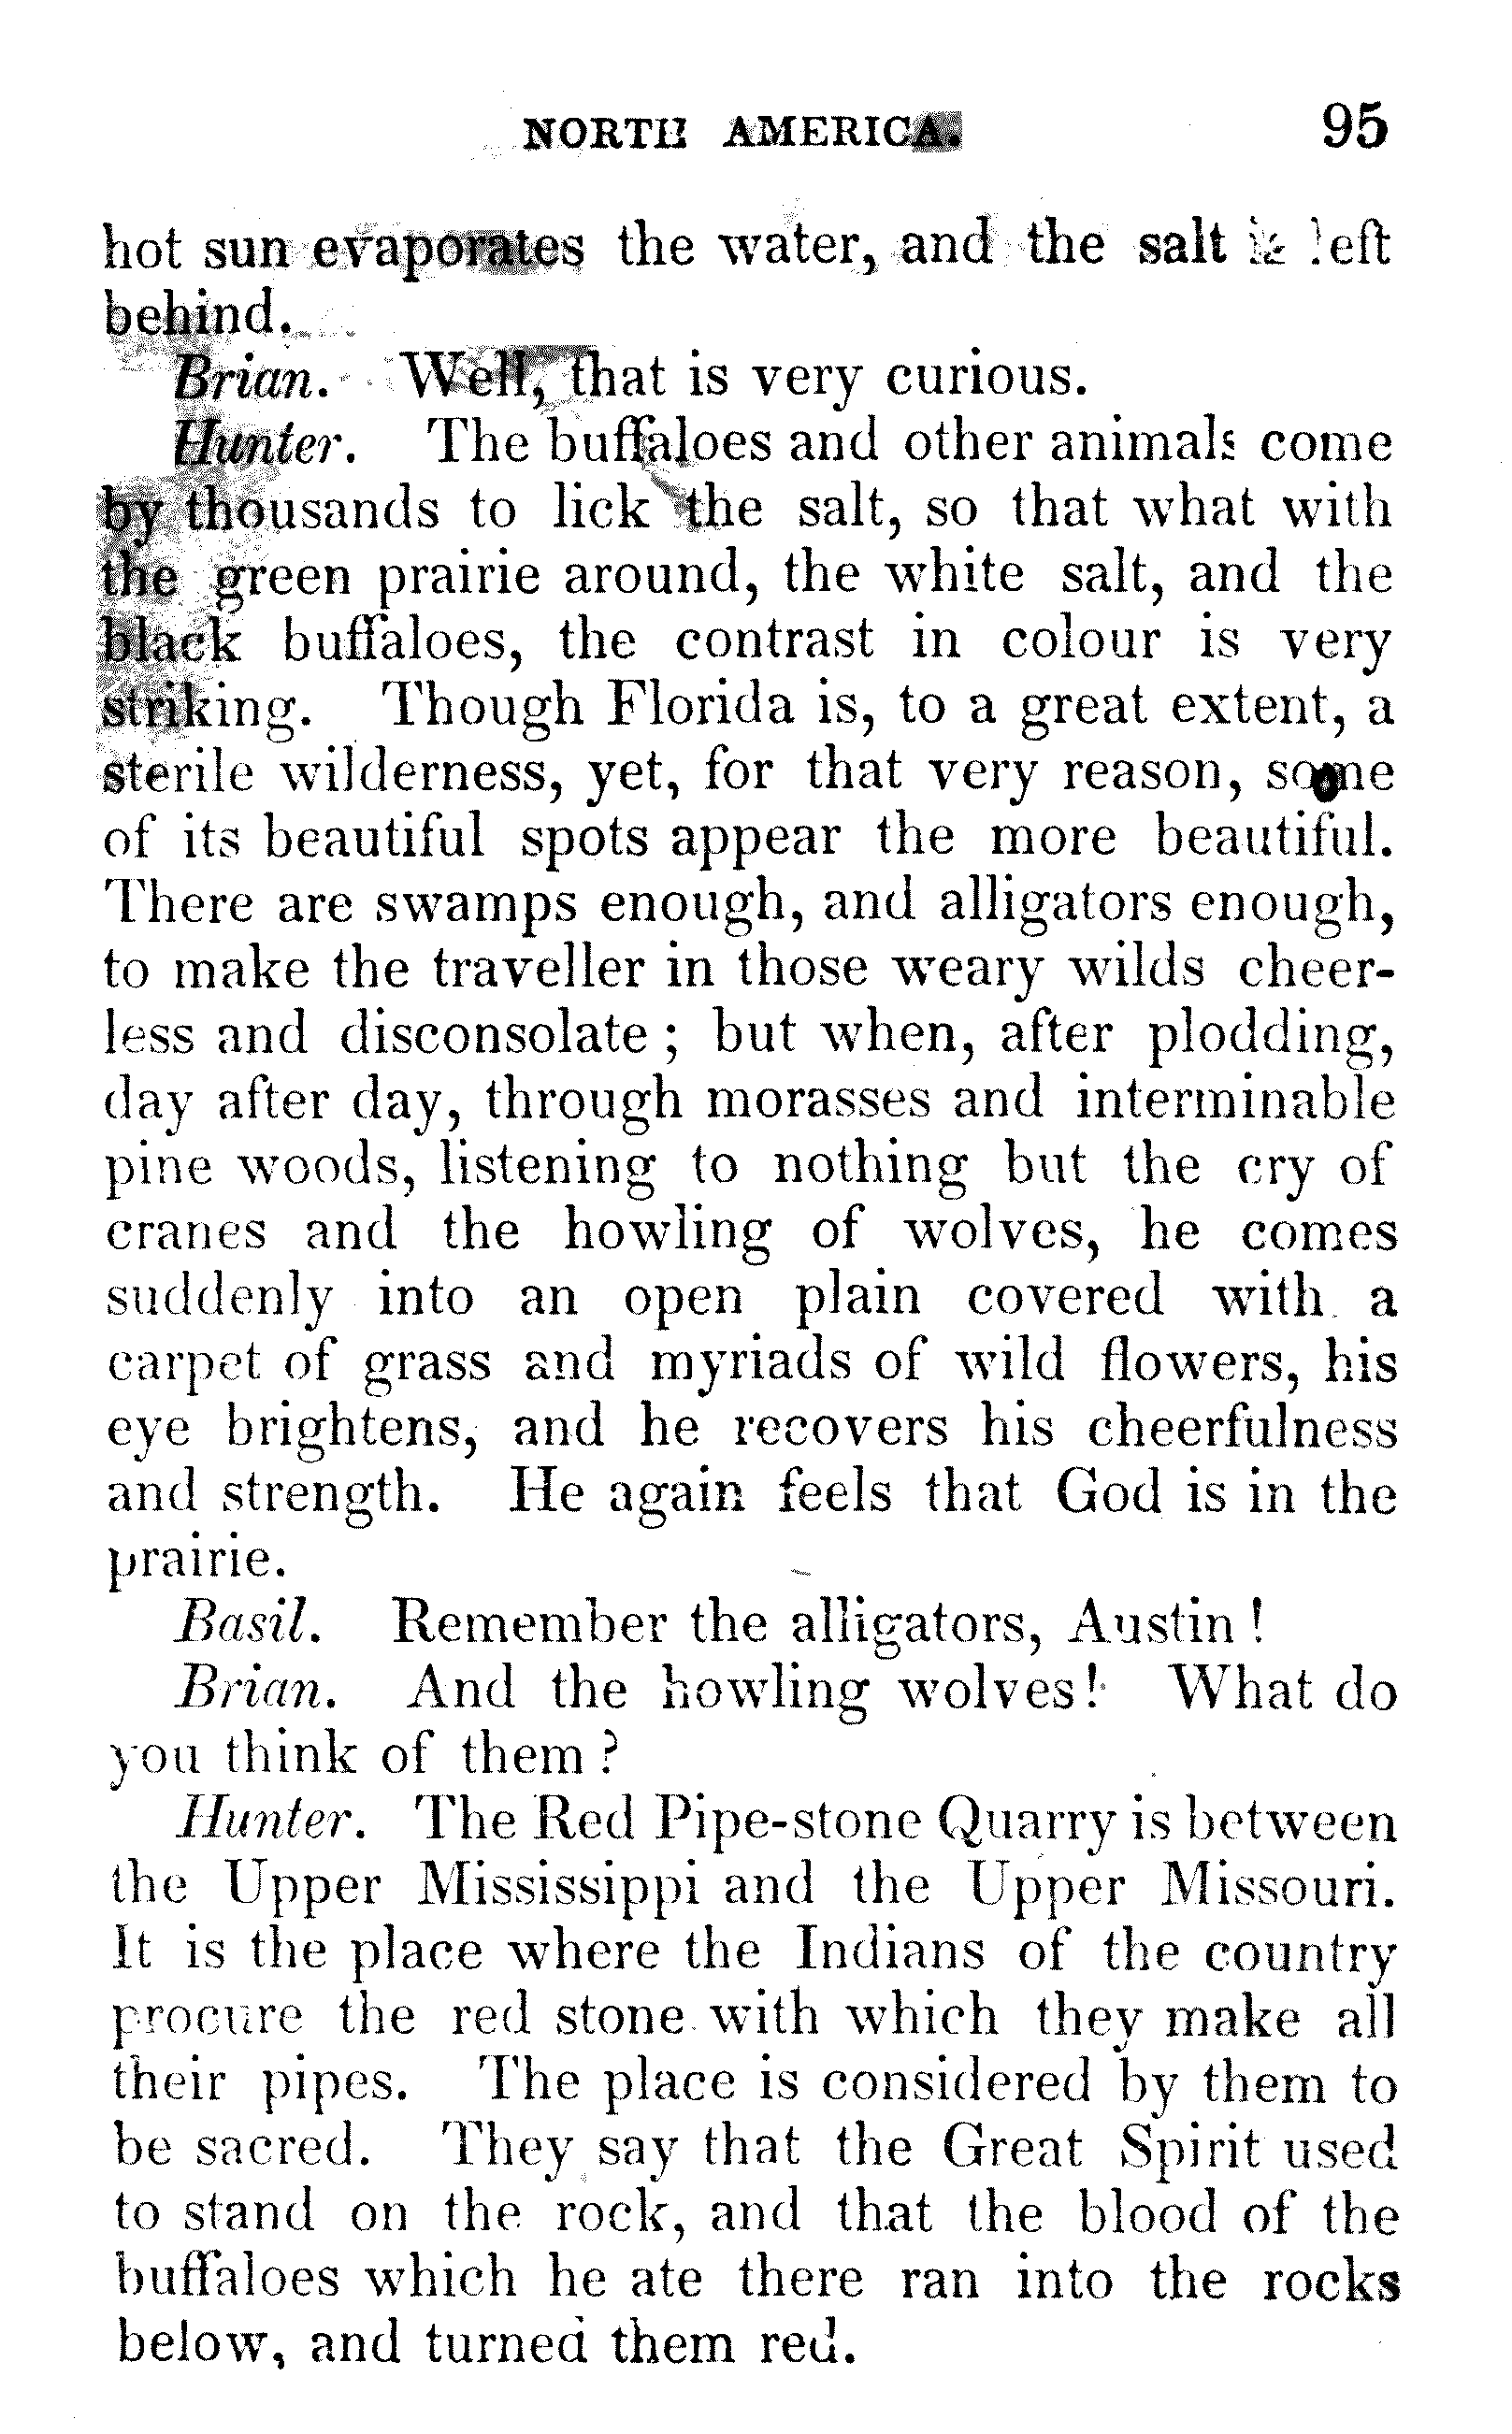 NORTH AMERICA. 95
hot sun evaporates the water, and the salt is left
behind.
Brian. Well, that is very curious.
Hunter. The buffaloes and other animals come
by thousands to lick the salt, so that what with
the green prairie around, the white salt, and the
black buffaloes, the contrast in colour is very
striking. Though Florida is, to a great extent, a
sterile wilderness, yet, for that very reason, some
of its beautiful spots appear the more beautiful.
There are swamps enough, and alligators enough,
to make the traveller in those weary wilds cheer-
less and disconsolate ; but when, after plodding,
day after day, through morasses and interminable
pine woods, listening to nothing but the cry of
cranes and the howling of wolves, he comes
suddenly into an open plain covered with a
carpet of grass and myriads of wild flowers, his
eye brightens, and he recovers his cheerfulness
and strength. He again feels that God is in the
prairie.
Basil. Remember the alligators, Austin !
Brian. And the howling wolves ! What do
you think of them ?
Hunter. The Red Pipe-stone Quarry is between
the Upper Mississippi and the Upper Missouri.
It is the place where the Indians of the country
procure the red stone with which they make all
their pipes. The place is considered by them to
be sacred. They say that the Great Spirit used
to stand on the rock, and that the blood of the
buffaloes which he ate there ran into the rocks
below, and turned them red.